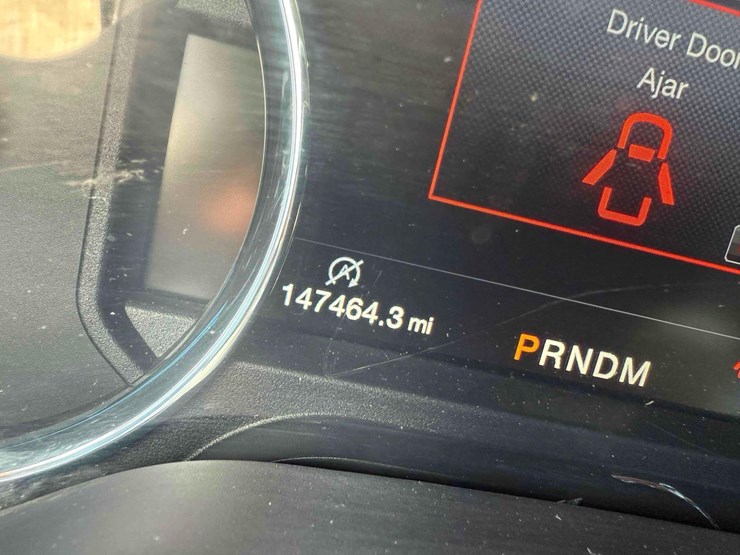 Driver Door
Ajar
A
147464.3 mi
PRNDM